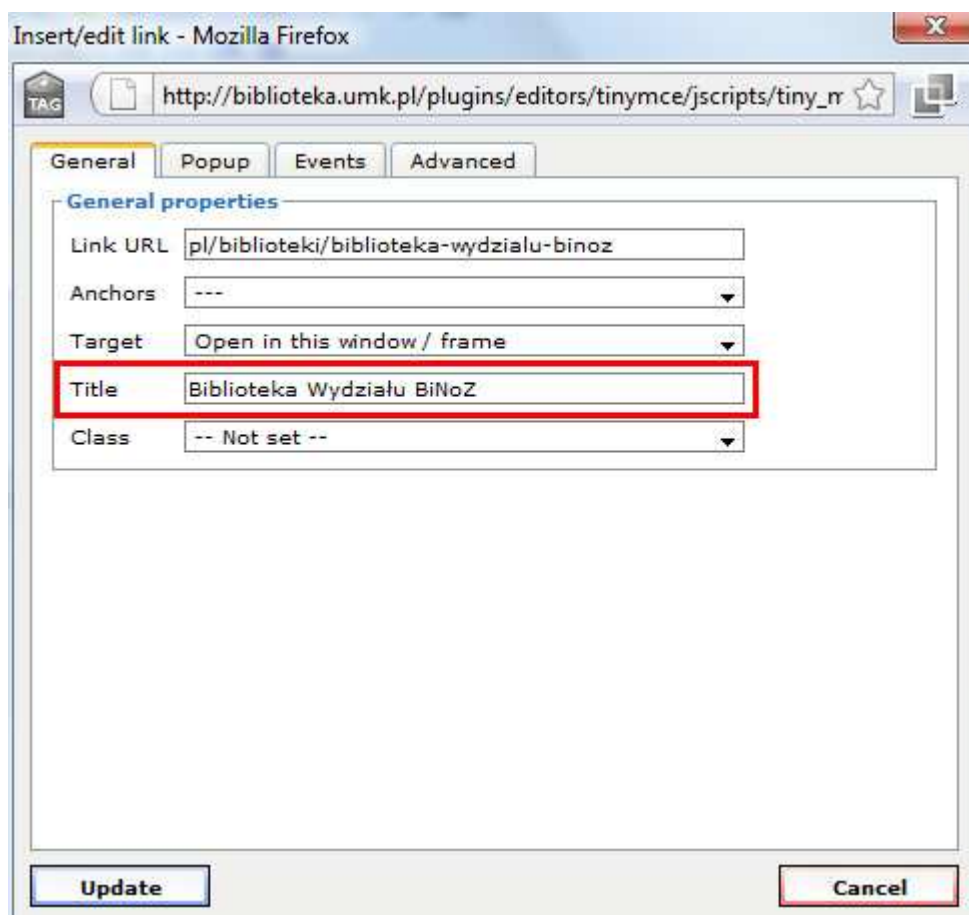 Insert/edit link - Mozilla Firefox
TAG http://biblioteka.umk.pl/plugins/editors/tinymce/jscripts/tiny_m
General Popup Events Advanced
General properties
Link URL pl/biblioteki/biblioteka-wydzialu-binoz
Anchors ---
Target Open in this window / frame
Title Biblioteka Wydziału BiNoZ
Class -- Not set --
Update Cancel